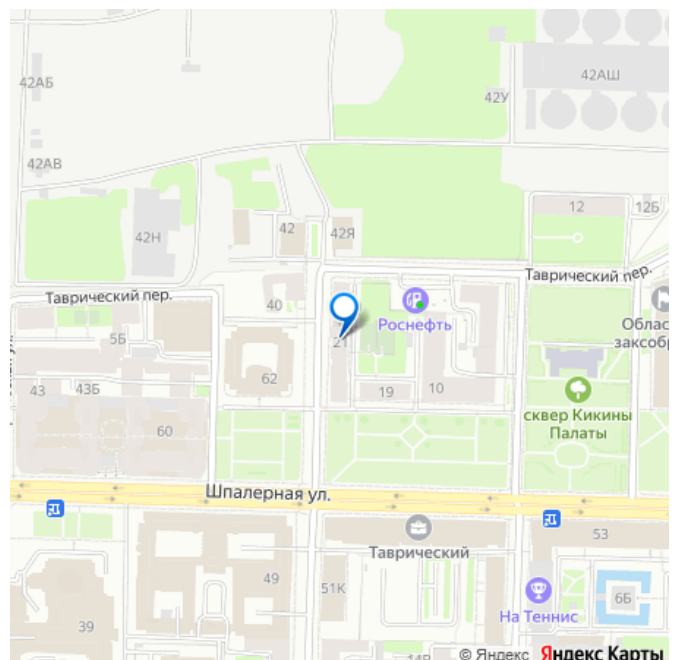 42АБ
42АШ
42У
42АВ
12
12Б
42
42Я
42Н
Таврический пер.
Таврический пер.
40
Роснефть
Облас
заксобр
5Б
21
62
43
43Б
19
10
сквер Кикины
Палаты
60
Шпалерная ул.
Таврический
53
49
51К
На Теннис
6Б
39
© Яндекс Яндекс Карты